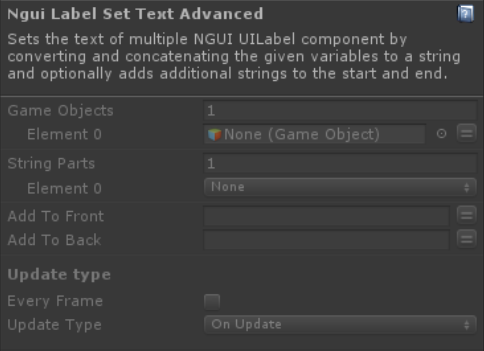 Ngui Label Set Text Advanced
Sets the text of multiple NGUI UILabel component by
converting and concatenating the given variables to a string
and optionally adds additional strings to the start and end.
Game Objects 1
Element 0 None (Game Object)
String Parts 1
Element 0 None
Add To Front
Add To Back
Update type
Every Frame
Update Type On Update